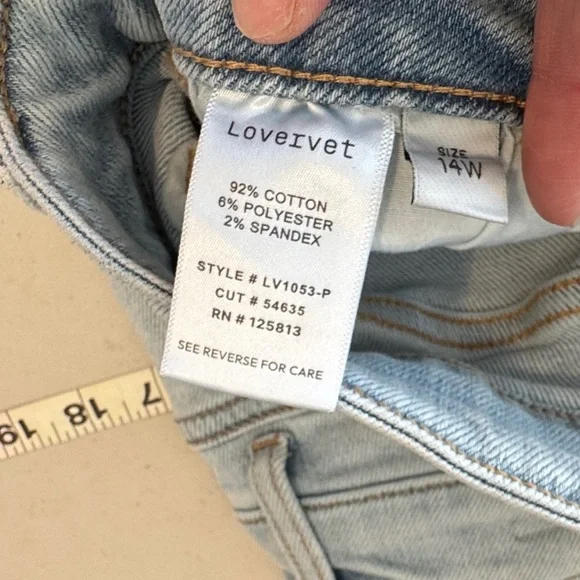 Lovervet
92% COTTON
6% POLYESTER
2% SPANDEX
STYLE # LV1053-P
CUT # 54635
RN # 125813
SEE REVERSE FOR CARE
SIZE
14W
19 18 17